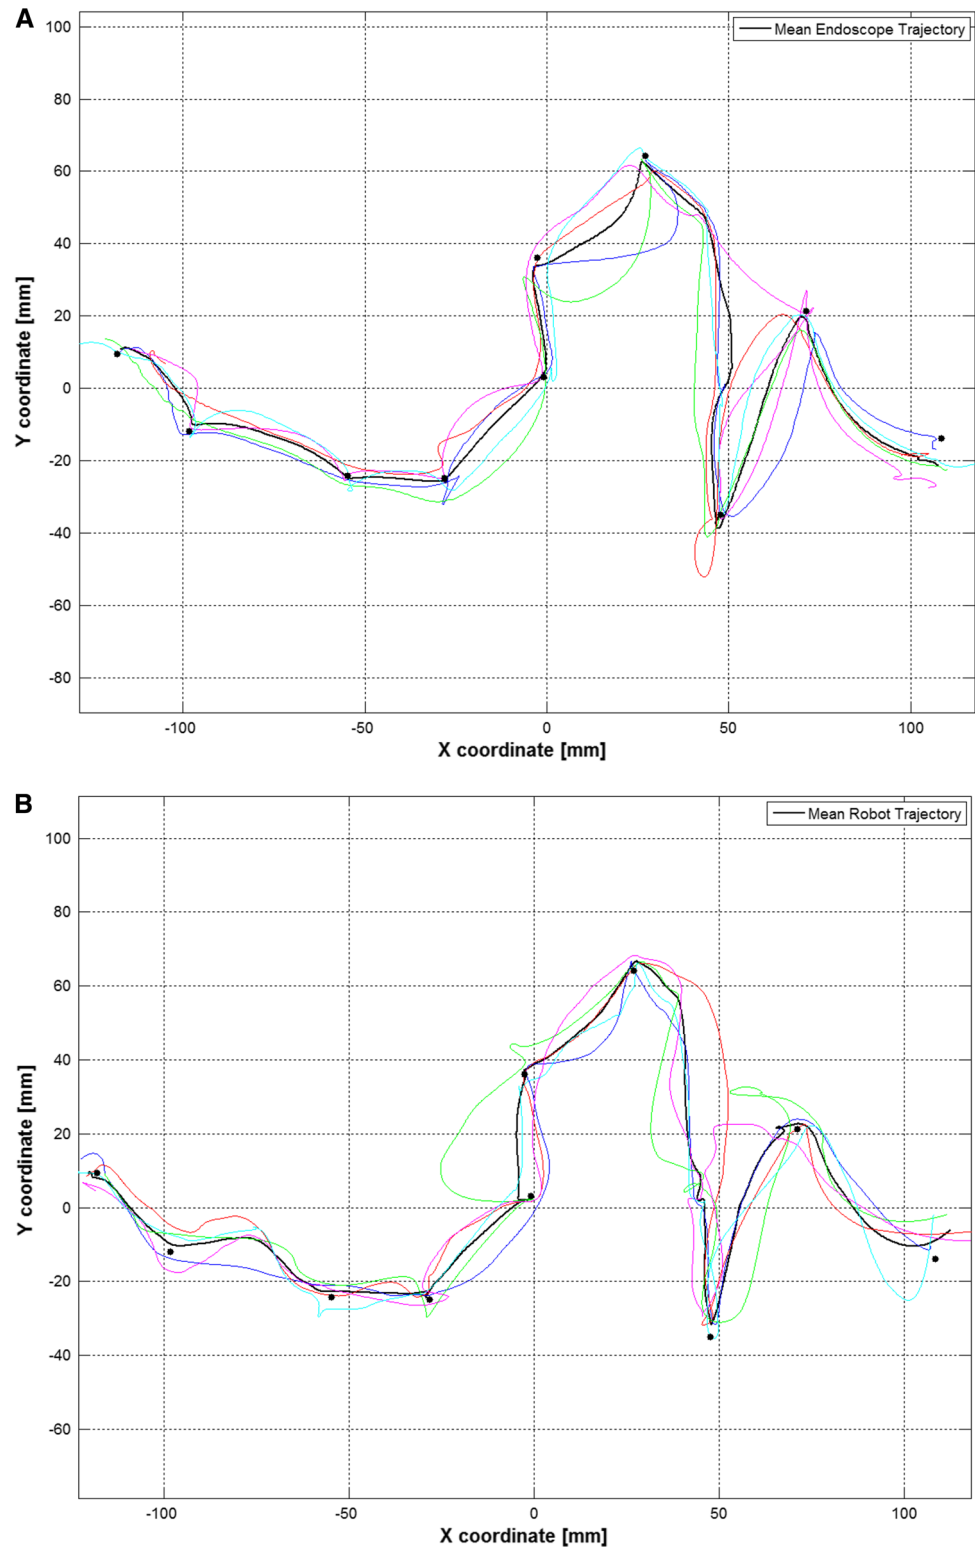 A
Mean Endoscope Trajectory
100
80
60
40
20
0
-20
-40
-60
-80
Y coordinate [mm]
-100 -50 0 50 100
X coordinate [mm]
B
Mean Robot Trajectory
100
80
60
40
20
0
-20
-40
-60
Y coordinate [mm]
-100 -50 0 50 100
X coordinate [mm]